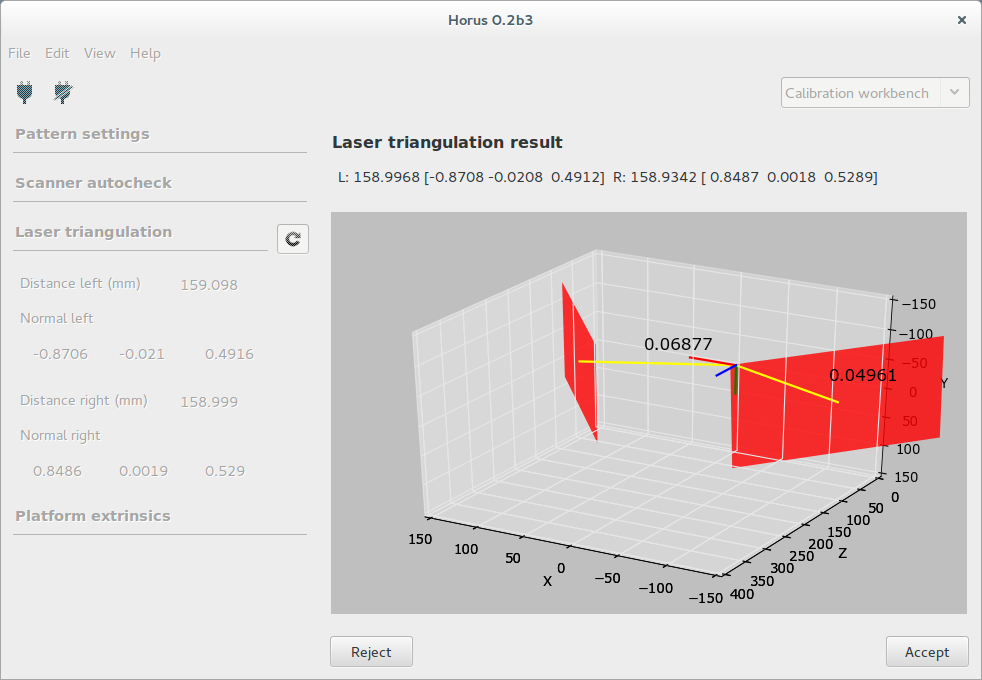 Horus 0.2b3
File Edit View Help
Calibration workbench
Pattern settings
Scanner autocheck
Laser triangulation
Distance left (mm) 159.098
Normal left
-0.8706 -0.021 0.4916
Distance right (mm) 158.999
Normal right
0.8486 0.0019 0.529
Platform extrinsics
Laser triangulation result
L: 158.9968 [-0.8708 -0.0208 0.4912] R: 158.9342 [ 0.8487 0.0018 0.5289]
0.06877
0.04961
−150
−100
−50
0
50
100
150
Y
150
100
50
0
−50
−100
−150
X
0
50
100
150
200
250
300
350
400
Z
Reject
Accept